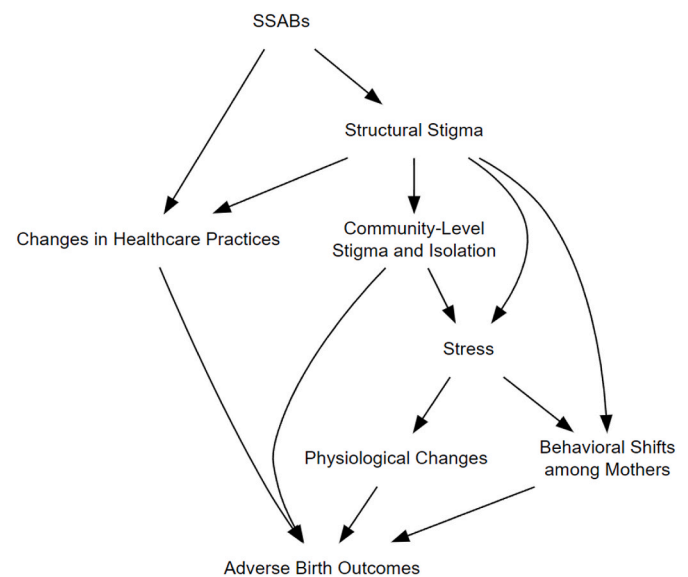 SSABs
Structural Stigma
Changes in Healthcare Practices
Community-Level
Stigma and Isolation
Stress
Physiological Changes
Behavioral Shifts
among Mothers
Adverse Birth Outcomes